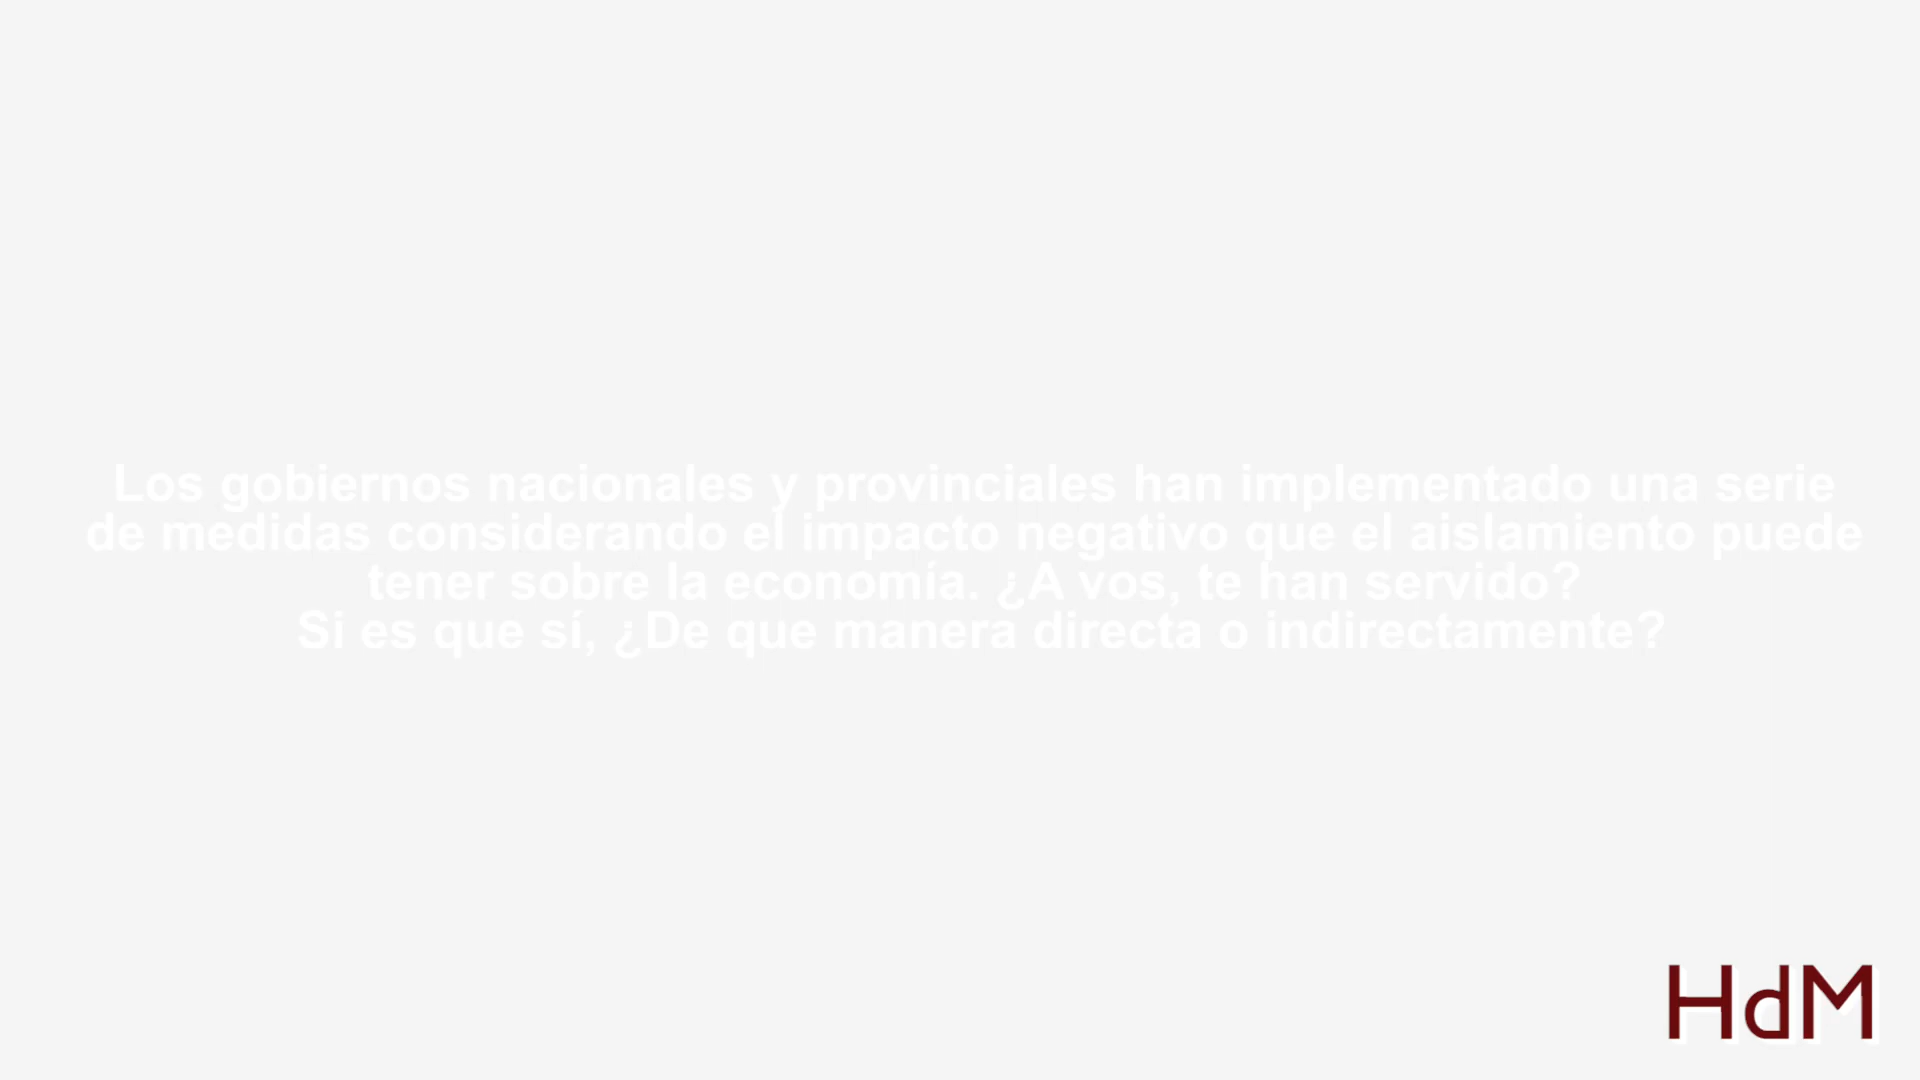 Los gobiernos nacionales y provinciales han implementado una serie
de medidas considerando el impacto negativo que el aislamiento puede
tener sobre la economía. ¿A vos, te han servido?
Si es que sí, ¿De que manera directa o indirectamente?
HdM